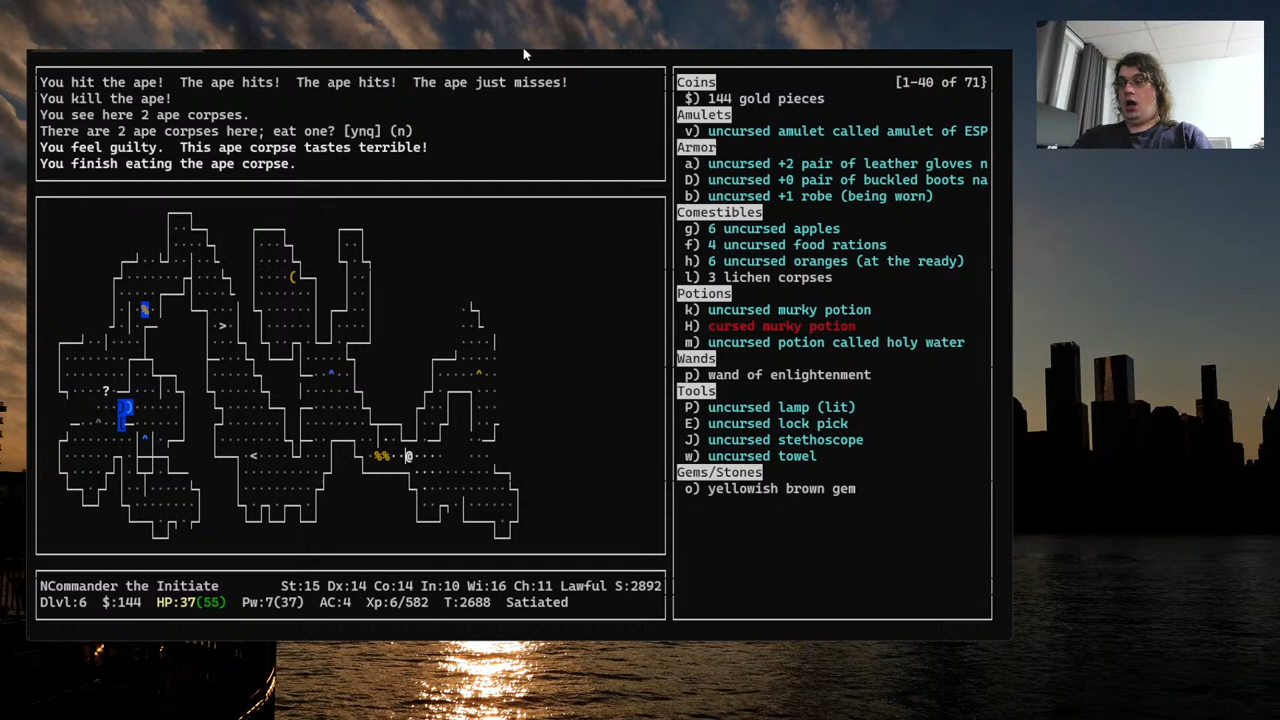 You hit the ape!  The ape hits!  The ape hits!  The ape just misses!
You kill the ape!
You see here 2 ape corpses.
There are 2 ape corpses here; eat one? [ynq] (n)
You feel guilty.  This ape corpse tastes terrible!
You finish eating the ape corpse.
Coins [1-40 of 71}
$) 144 gold pieces
Amulets
v) uncursed amulet called amulet of ESP
Armor
a) uncursed +2 pair of leather gloves n
D) uncursed +0 pair of buckled boots na
b) uncursed +1 robe (being worn)
Comestibles
g) 6 uncursed apples
f) 4 uncursed food rations
h) 6 uncursed oranges (at the ready)
l) 3 lichen corpses
Potions
k) uncursed murky potion
H) cursed murky potion
m) uncursed potion called holy water
Wands
p) wand of enlightenment
Tools
P) uncursed lamp (lit)
E) uncursed lock pick
J) uncursed stethoscope
w) uncursed towel
Gems/Stones
o) yellowish brown gem
NCommander the Initiate St:15 Dx:14 Co:14 In:10 Wi:16 Ch:11 Lawful S:2892
Dlvl:6 $:144 HP:37(55) Pw:7(37) AC:4 Xp:6/582 T:2688 Satiated